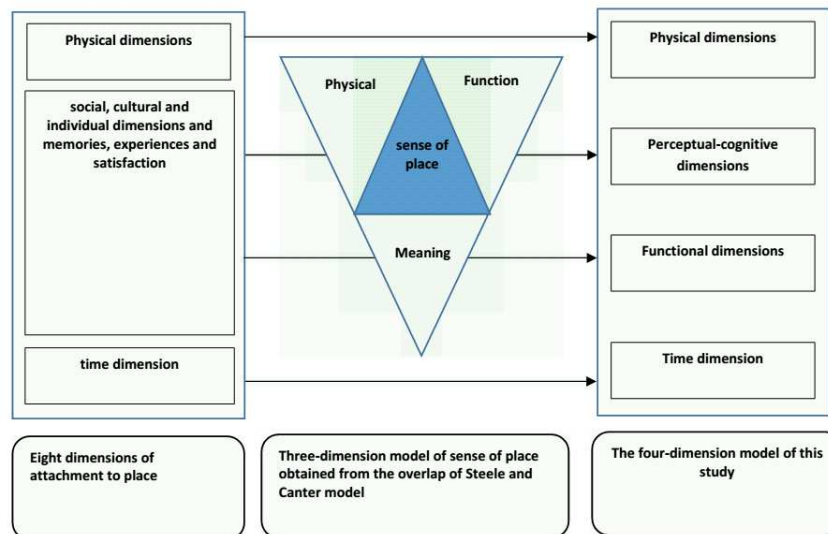 Physical dimensions
social, cultural and
individual dimensions and
memories, experiences and
satisfaction
time dimension
Physical
Function
sense of
place
Meaning
Physical dimensions
Perceptual-cognitive
dimensions
Functional dimensions
Time dimension
Eight dimensions of
attachment to place
Three-dimension model of sense of place
obtained from the overlap of Steele and
Canter model
The four-dimension model of this
study